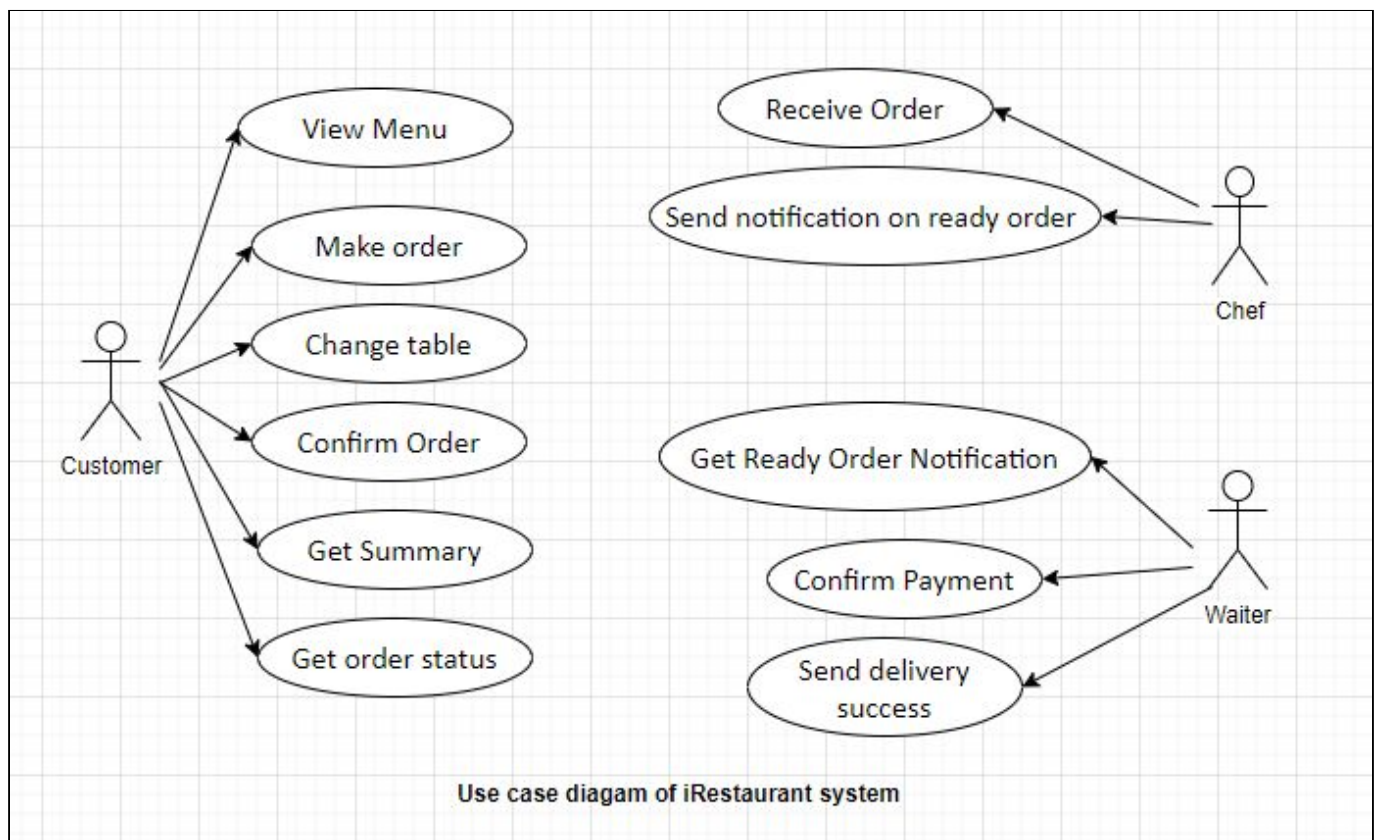 View Menu
Make order
Change table
Confirm Order
Get Summary
Get order status
Customer
Receive Order
Send notification on ready order
Chef
Get Ready Order Notification
Confirm Payment
Send delivery
success
Waiter
Use case diagam of iRestaurant system